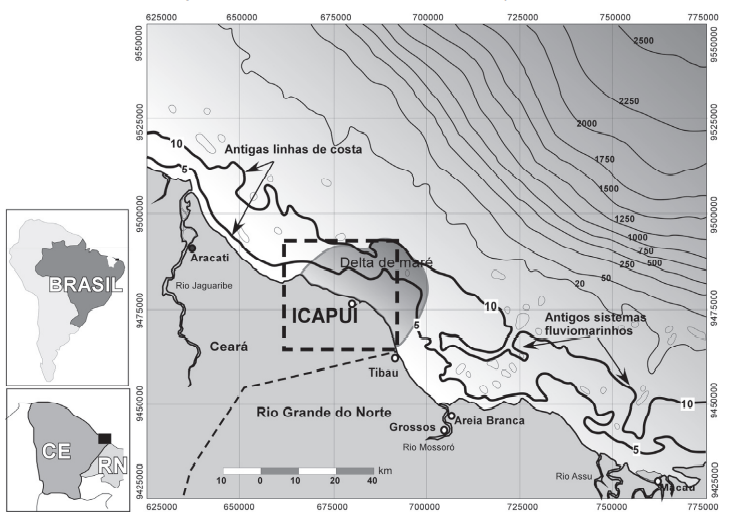 625000 650000 675000 700000 725000 750000 775000
9550000
9550000
2500
2250
9525000
9525000
2000
10
Antigas linhas de costa
1750
5
1500
9500000
9500000
1250
1000
250 500
Aracati
Delta de maré
20 50
BRASIL
Rio Jaguaribe
10
9475000
9475000
ICAPUÍ
Antigos sistemas
fluviomarinhos
5
Ceará
Tibau
10
9450000
9450000
Rio Grande do Norte
Areia Branca
Grossos
CE
Rio Mossoró
5
RN
km
Rio Assu
10 0 10 20 40
Macau
9425000
9425000
625000 650000 675000 700000 725000 750000 775000